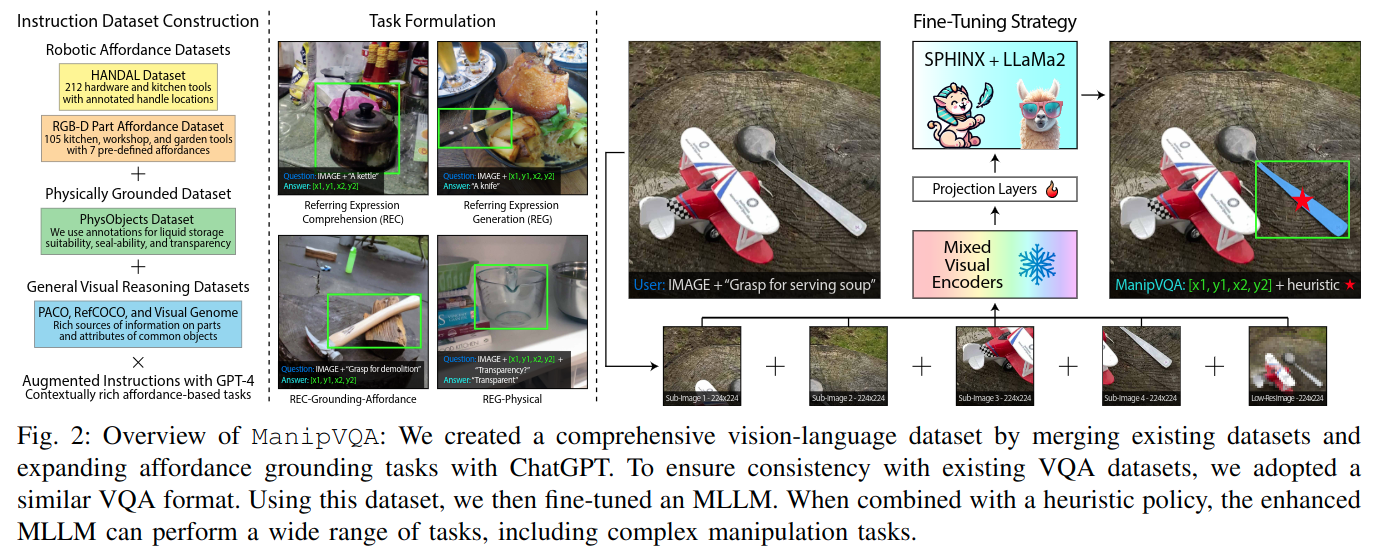 Instruction Dataset Construction
Robotic Affordance Datasets
HANDAL Dataset
212 hardware and kitchen tools
with annotated handle locations
RGB-D Part Affordance Dataset
105 kitchen, workshop, and garden tools
with 7 pre-defined affordances
+
Physically Grounded Dataset
PhysObjects Dataset
We use annotations for liquid storage
suitability, seal-ability, and transparency
+
General Visual Reasoning Datasets
PACO, RefCOCO, and Visual Genome
Rich sources of information on parts
and attributes of common objects
×
Augmented Instructions with GPT-4
Contextually rich affordance-based tasks
Task Formulation
Question: IMAGE + "A kettle"
Answer: [x1, y1, x2, y2]
Referring Expression
Comprehension (REC)
Question: IMAGE + [x1, y1, x2, y2]
Answer: "A knife"
Referring Expression
Generation (REG)
Question: IMAGE + "Grasp for demolition"
Answer: [x1, y1, x2, y2]
REC-Grounding-Affordance
Question: IMAGE + [x1, y1, x2, y2] +
"Transparency?"
Answer: "Transparent"
REG-Physical
Fine-Tuning Strategy
User: IMAGE + "Grasp for serving soup"
SPHINX + LLaMa2
Projection Layers
Mixed
Visual
Encoders
ManipVQA: [x1, y1, x2, y2] + heuristic
Sub-Image 1 - 224x224
+
Sub-Image 2 - 224x224
+
Sub-Image 3 - 224x224
+
Sub-Image 4 - 224x224
+
Low-ResImage -224x224
Fig. 2: Overview of ManipVQA: We created a comprehensive vision-language dataset by merging existing datasets and
expanding affordance grounding tasks with ChatGPT. To ensure consistency with existing VQA datasets, we adopted a
similar VQA format. Using this dataset, we then fine-tuned an MLLM. When combined with a heuristic policy, the enhanced
MLLM can perform a wide range of tasks, including complex manipulation tasks.